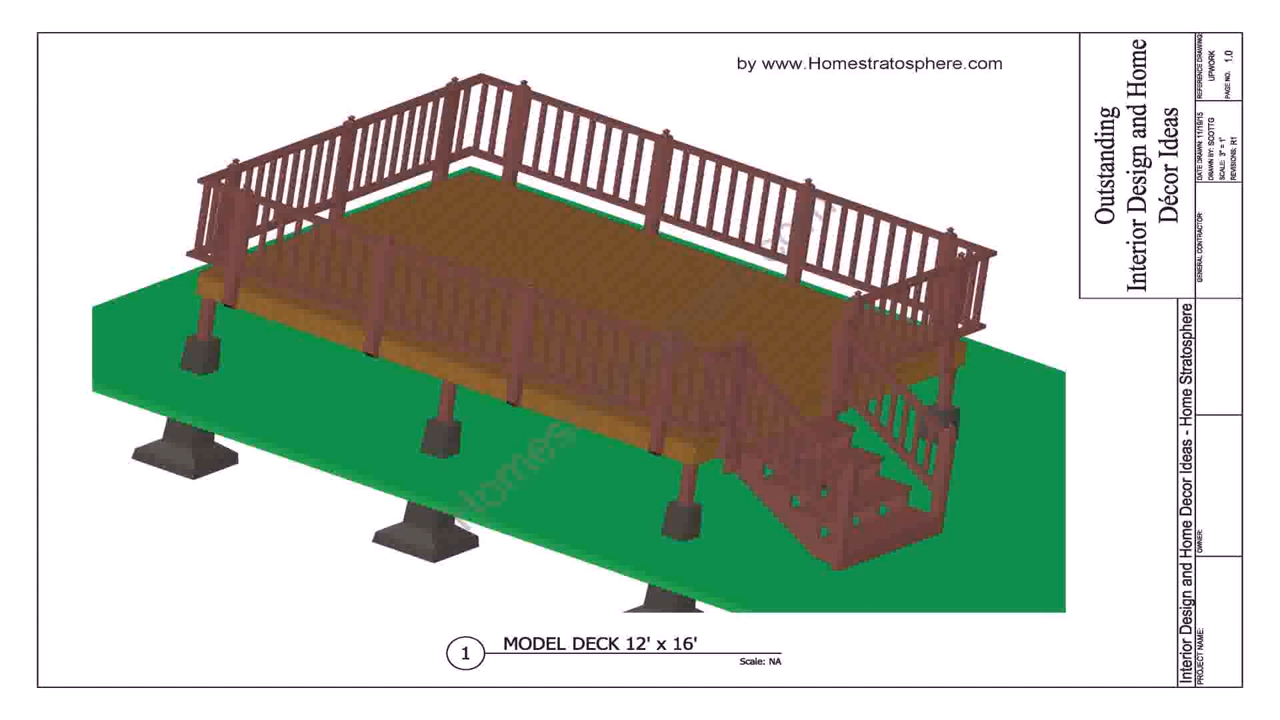 by www.Homestratosphere.com
Outstanding
Interior Design and Home
Décor Ideas
REFERENCE DRAWING:
UPWORK
PAGE NO. 1.0
DATE DRAWN: 11/19/15
DRAWN BY: SCOTTG
SCALE: 3" = 1'
REVISIONS: R1
GENERAL CONTRACTOR:
Interior Design and Home Decor Ideas - Home Stratosphere
OWNER:
PROJECT NAME:
1
MODEL DECK 12' x 16'
Scale: NA